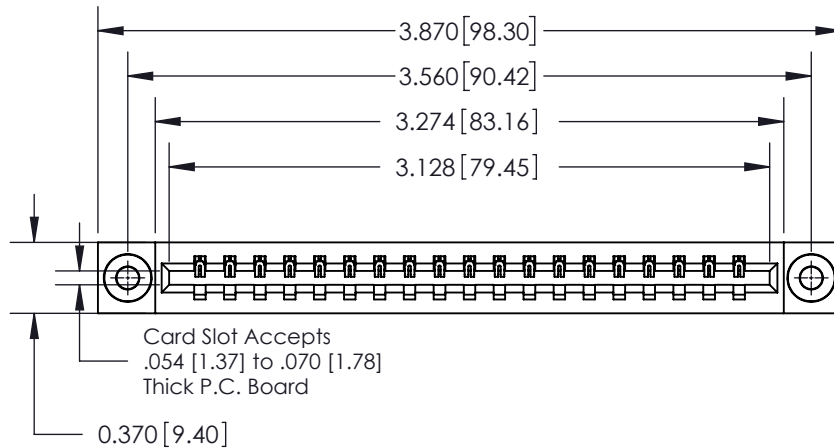 3.870 [98.30]
3.560 [90.42]
3.274 [83.16]
3.128 [79.45]
Card Slot Accepts
.054 [1.37] to .070 [1.78]
Thick P.C. Board
0.370 [9.40]